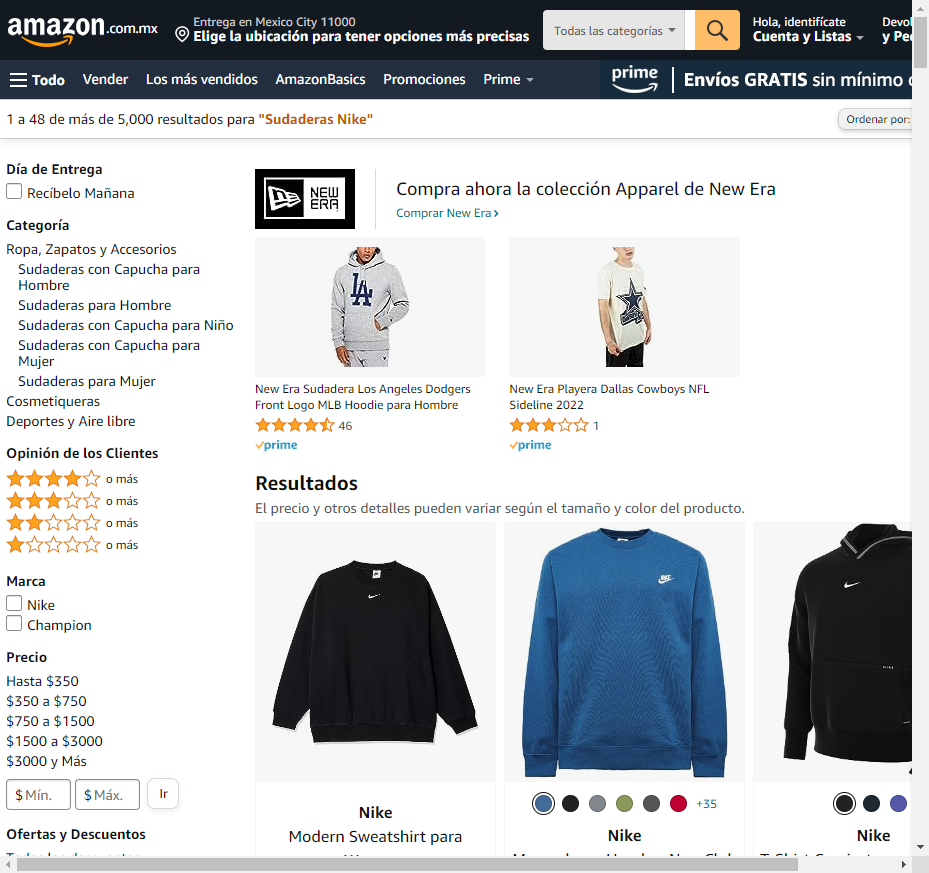 amazon.com.mx
Entrega en Mexico City 11000
Elige la ubicación para tener opciones más precisas
Todas las categorías
Hola, identifícate
Cuenta y Listas
Todo
Vender
Los más vendidos
AmazonBasics
Promociones
Prime
prime
Envíos GRATIS sin mínimo
1 a 48 de más de 5,000 resultados para "Sudaderas Nike"
Ordenar por:
Día de Entrega
Recíbelo Mañana
Categoría
Ropa, Zapatos y Accesorios
Sudaderas con Capucha para
Hombre
Sudaderas para Hombre
Sudaderas con Capucha para Niño
Sudaderas con Capucha para
Mujer
Sudaderas para Mujer
Cosmetiqueras
Deportes y Aire libre
Opinión de los Clientes
o más
o más
o más
o más
Marca
Nike
Champion
Precio
Hasta $350
$350 a $750
$750 a $1500
$1500 a $3000
$3000 y Más
$ Mín.
$ Máx.
Ir
Ofertas y Descuentos
NEW
ERA
Compra ahora la colección Apparel de New Era
Comprar New Era
LA
New Era Sudadera Los Angeles Dodgers
Front Logo MLB Hoodie para Hombre
46
prime
New Era Playera Dallas Cowboys NFL
Sideline 2022
1
prime
Resultados
El precio y otros detalles pueden variar según el tamaño y color del producto.
Nike
Modern Sweatshirt para
+35
Nike
Nike